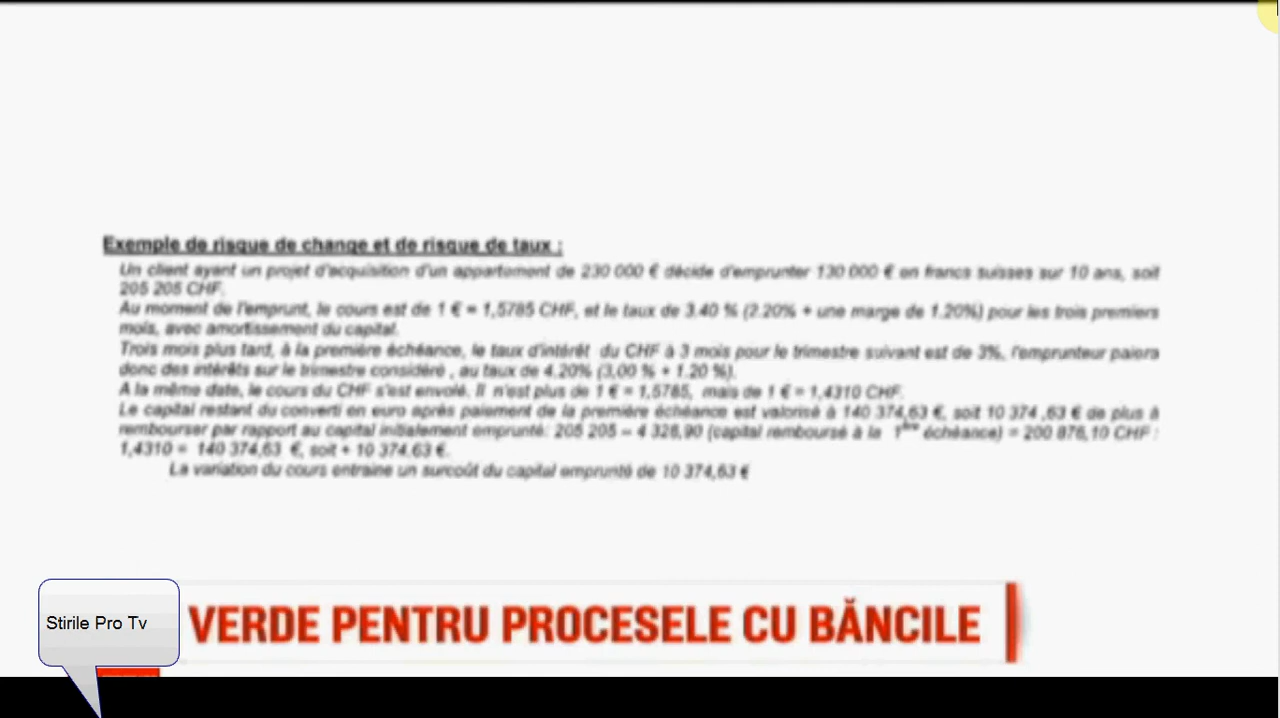 Exemple de risque de change et de risque de taux :
Un client ayant un projet d'acquisition d'un appartement de 230 000 € décide d'emprunter 130 000 € en francs suisses sur 10 ans, soit
205 205 CHF.
Au moment de l'emprunt, le cours est de 1 € = 1,5785 CHF, et le taux de 3.40 % (2.20% + une marge de 1.20%) pour les trois premiers
mois, avec amortissement du capital.
Trois mois plus tard, à la première échéance, le taux d'intérêt du CHF à 3 mois pour le trimestre suivant est de 3%, l'emprunteur paiera
donc des intérêts sur le trimestre considéré , au taux de 4.20% (3,00 % + 1.20 %).
A la même date, le cours du CHF s'est envolé. Il n'est plus de 1 € = 1,5785, mais de 1 € = 1,4310 CHF.
Le capital restant du converti en euro après paiement de la première échéance est valorisé à 140 374,63 €, soit 10 374 ,63 € de plus à
rembourser par rapport au capital initialement emprunté: 205 205 – 4 328,90 (capital remboursé à la 1ère échéance) = 200 876,10 CHF :
1,4310 = 140 374,63 €, soit + 10 374,63 €.
La variation du cours entraine un surcoût du capital emprunté de 10 374,63 €
Stirile Pro Tv
VERDE PENTRU PROCESELE CU BĂNCILE